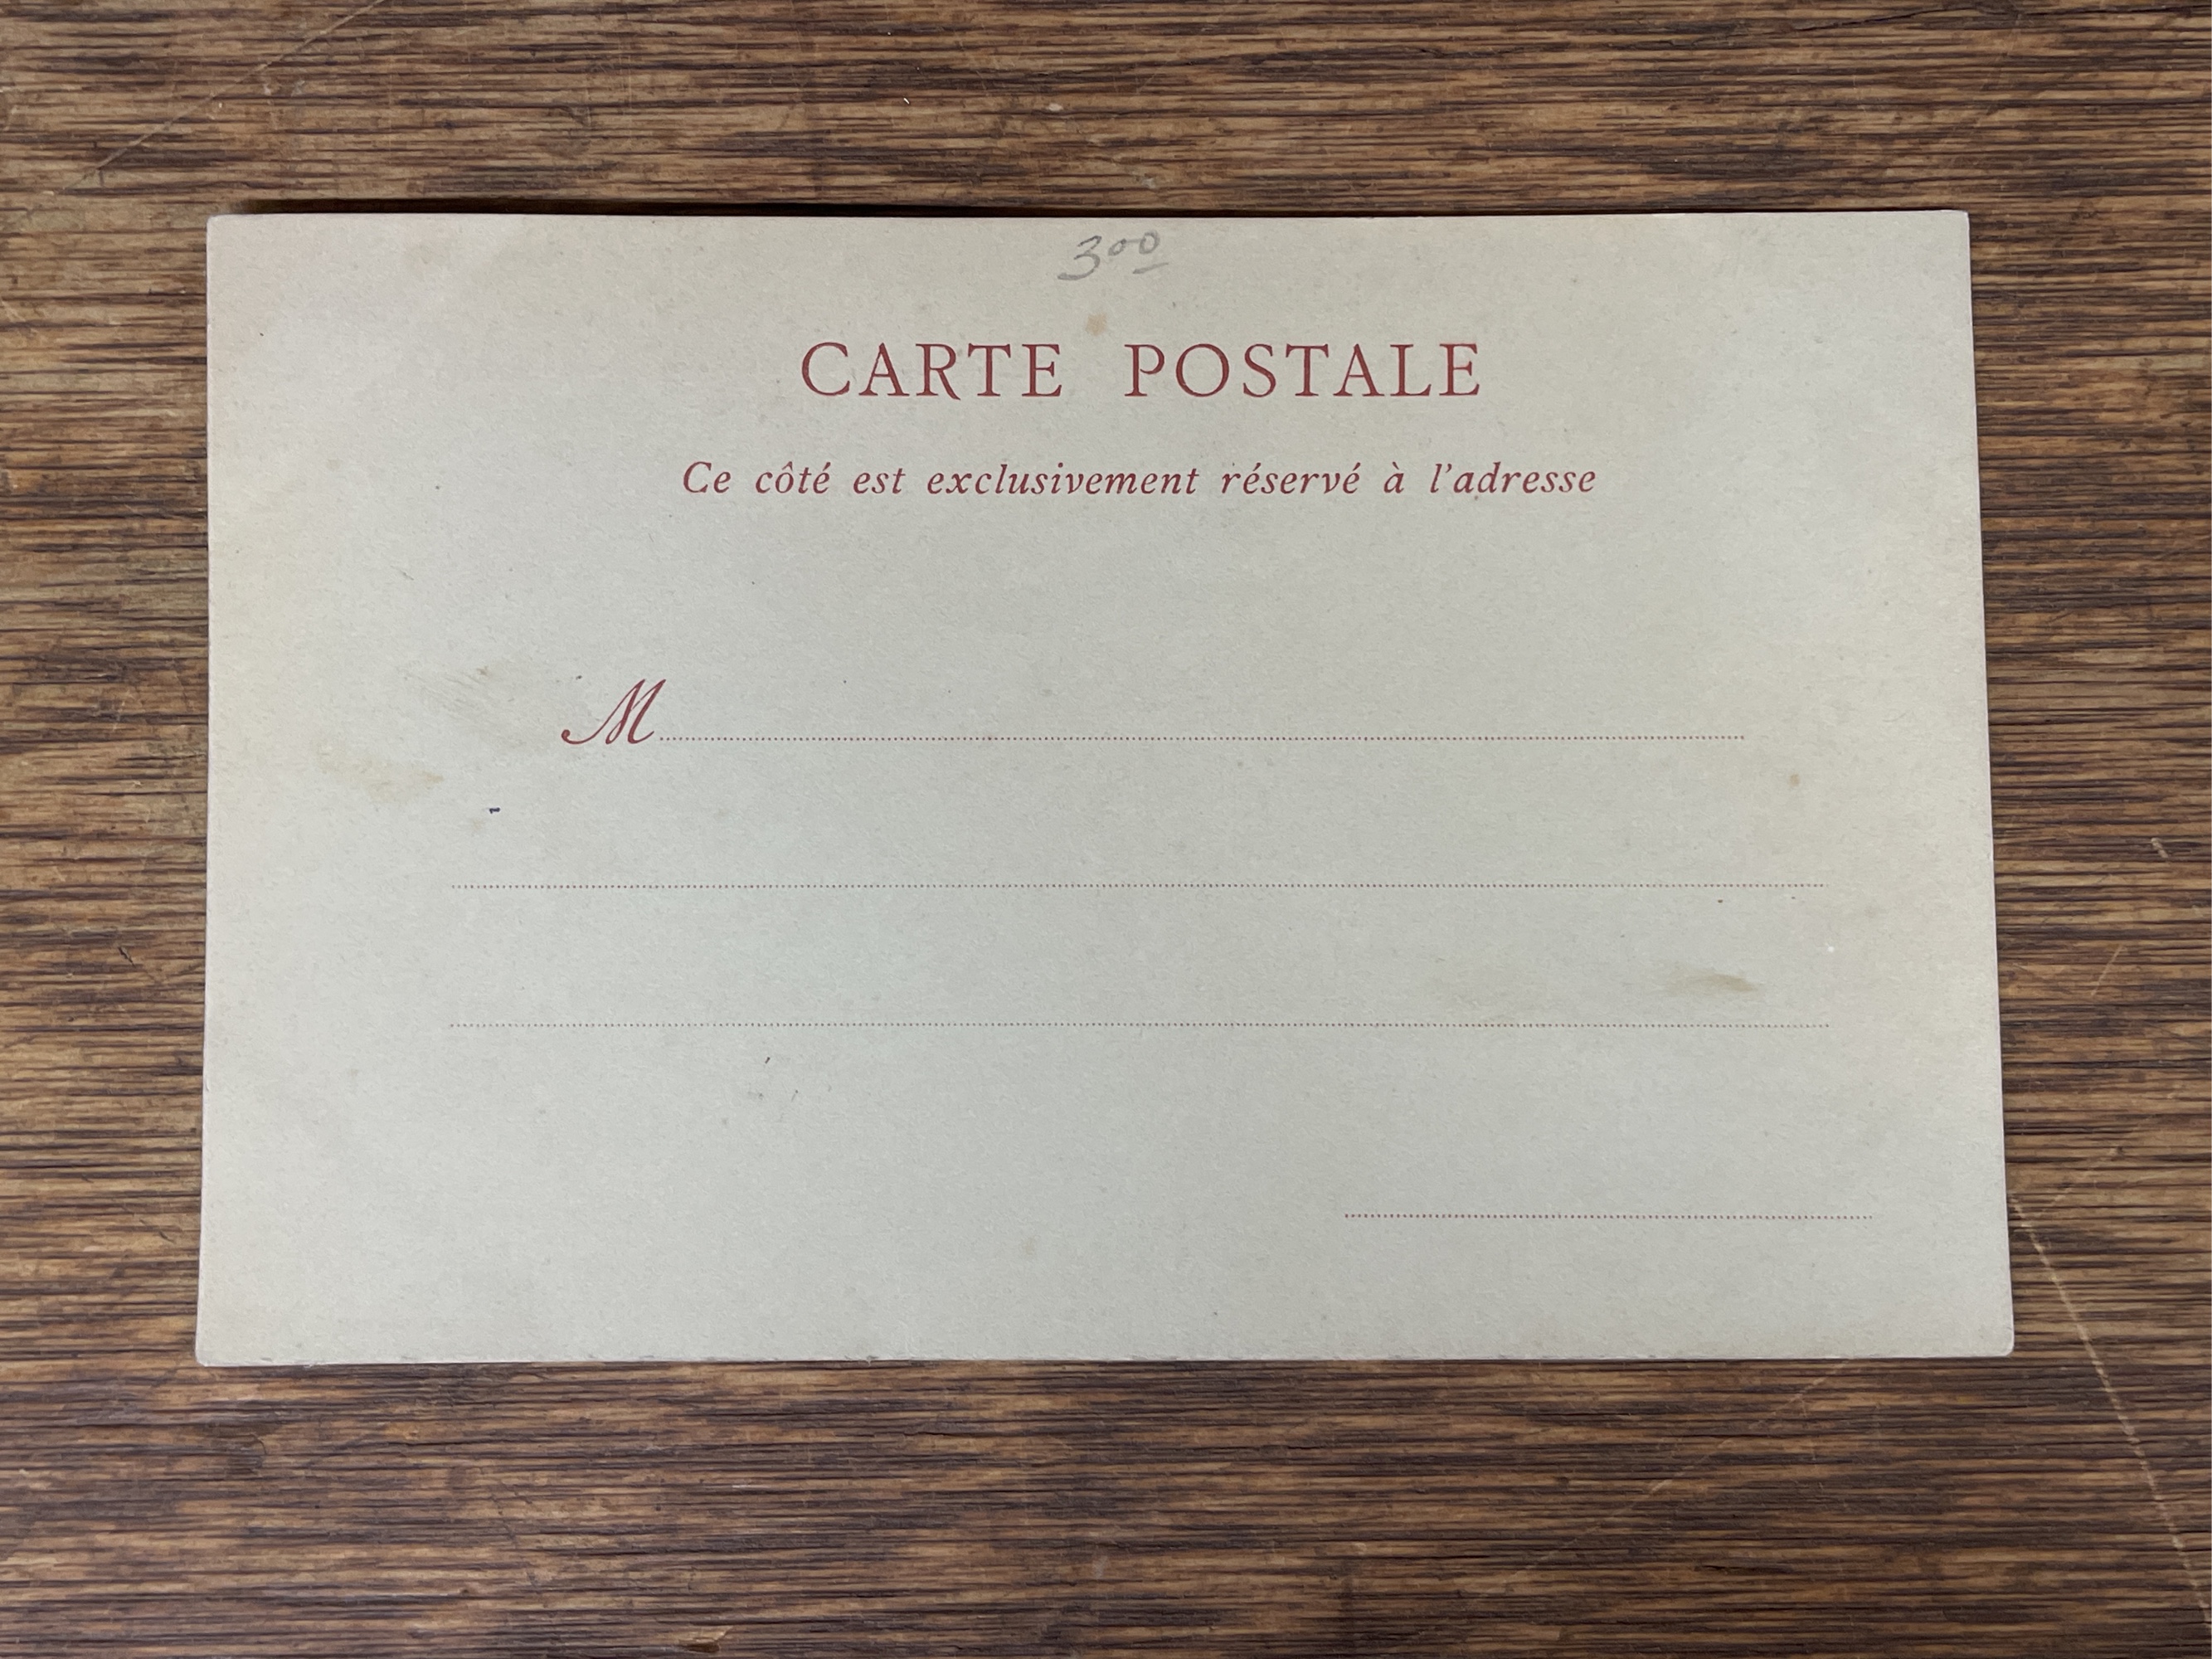 300
CARTE POSTALE
Ce côté est exclusivement réservé à l'adresse
M